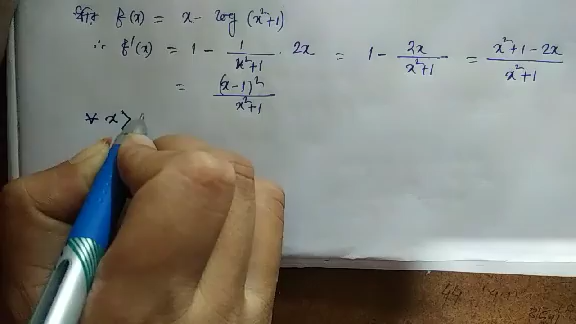 f(x) = x - log (x²+1)
∴ f'(x) = 1 - 1/(x²+1) · 2x = 1 - 2x/(x²+1) = (x²+1-2x)/(x²+1)
= (x-1)²/(x²+1)
∀ x >